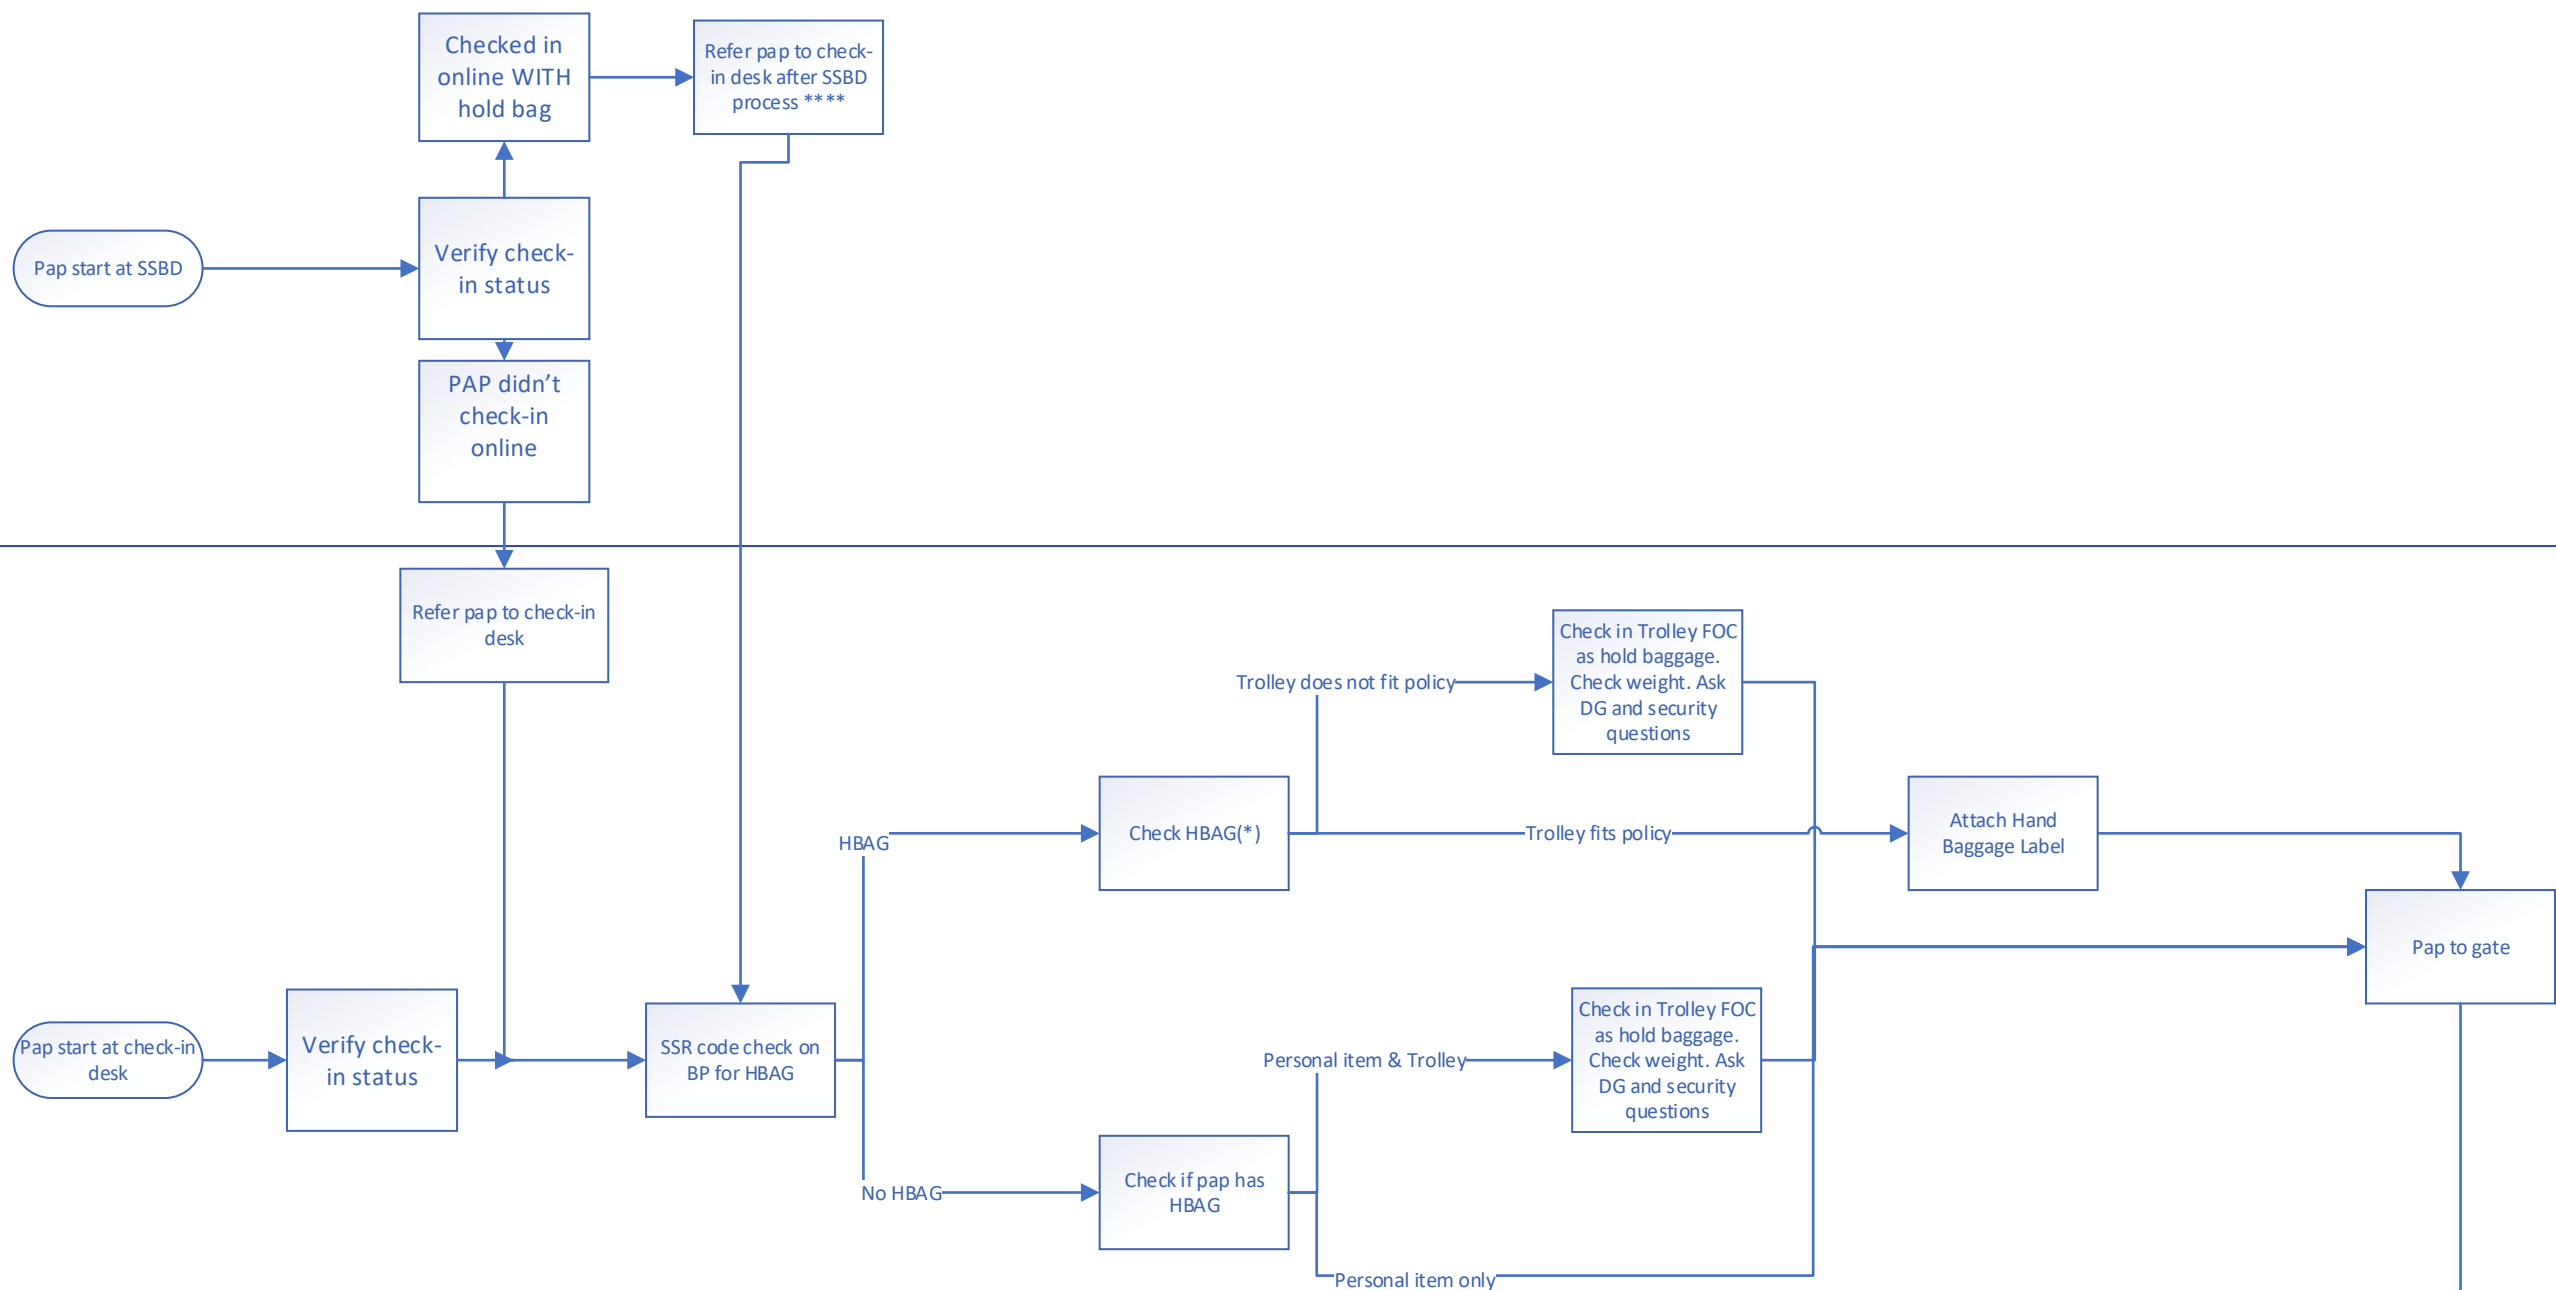 Checked in
online WITH
hold bag
Refer pap to check-
in desk after SSBD
process ****
Pap start at SSBD
Verify check-
in status
PAP didn’t
check-in
online
Refer pap to check-in
desk
Check in Trolley FOC
as hold baggage.
Check weight. Ask
DG and security
questions
Trolley does not fit policy
HBAG
Check HBAG(*)
Trolley fits policy
Attach Hand
Baggage Label
Pap to gate
Pap start at check-in
desk
Verify check-
in status
SSR code check on
BP for HBAG
Personal item & Trolley
Check in Trolley FOC
as hold baggage.
Check weight. Ask
DG and security
questions
No HBAG
Check if pap has
HBAG
Personal item only